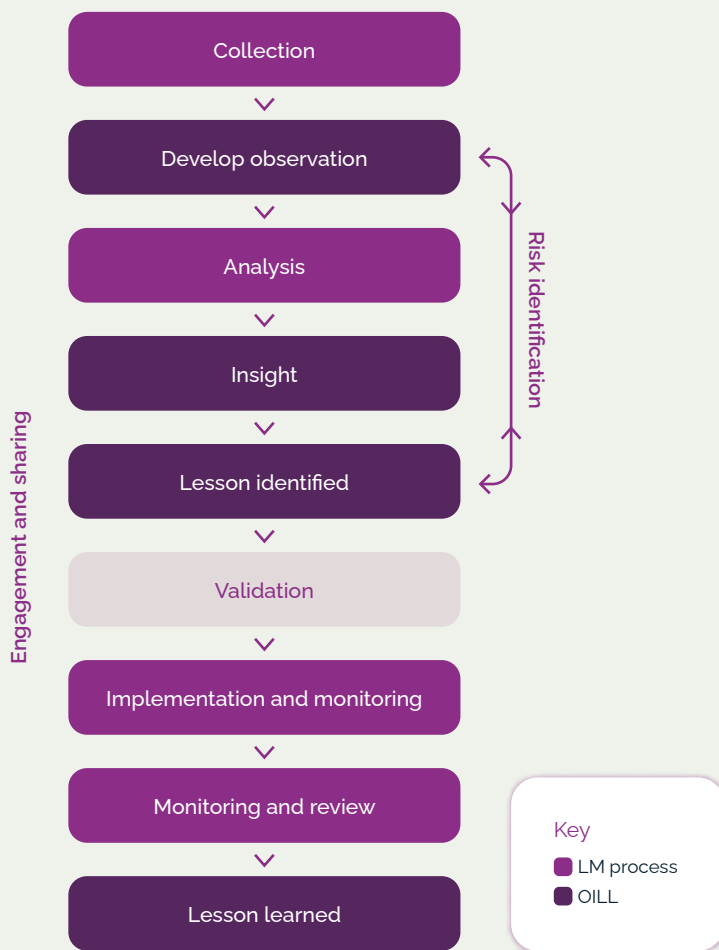 Collection
Develop observation
Analysis
Insight
Lesson identified
Validation
Implementation and monitoring
Monitoring and review
Lesson learned
Engagement and sharing
Risk identification
Key
LM process
OILL